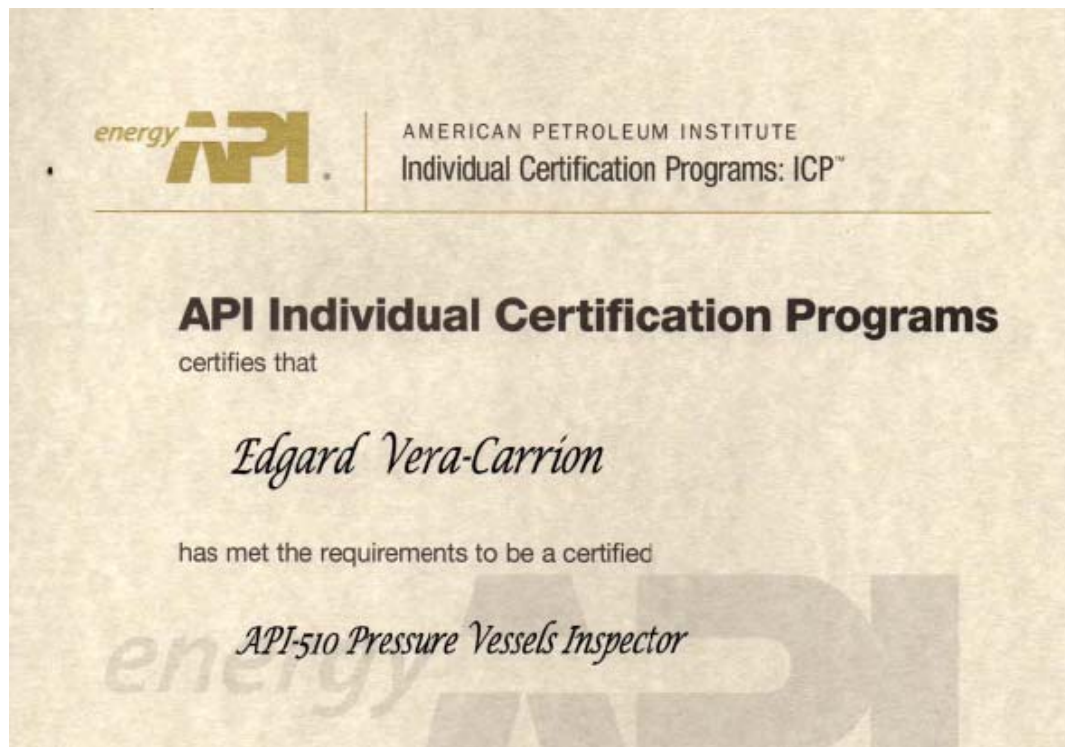 energy API
AMERICAN PETROLEUM INSTITUTE
Individual Certification Programs: ICP™
API Individual Certification Programs
certifies that
Edgard Vera-Carrion
has met the requirements to be a certified
API-510 Pressure Vessels Inspector
energy API